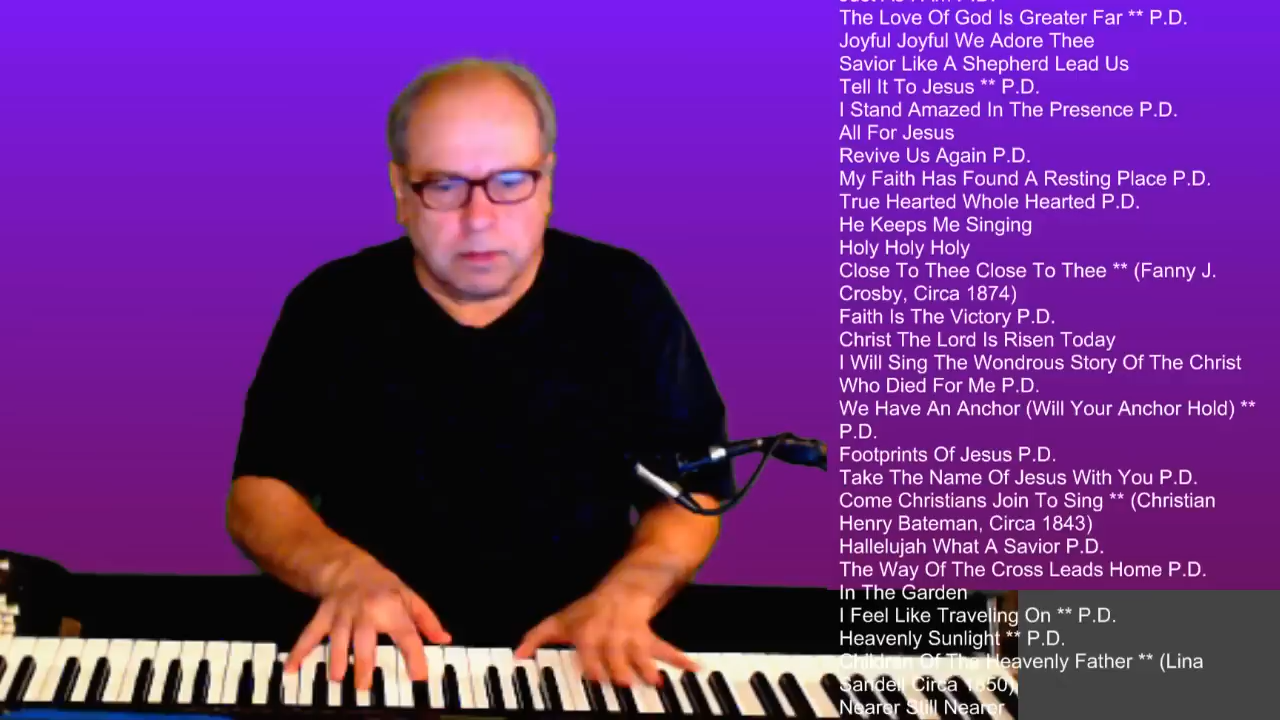 Just As I Am P.D.
The Love Of God Is Greater Far ** P.D.
Joyful Joyful We Adore Thee
Savior Like A Shepherd Lead Us
Tell It To Jesus ** P.D.
I Stand Amazed In The Presence P.D.
All For Jesus
Revive Us Again P.D.
My Faith Has Found A Resting Place P.D.
True Hearted Whole Hearted P.D.
He Keeps Me Singing
Holy Holy Holy
Close To Thee Close To Thee ** (Fanny J.
Crosby, Circa 1874)
Faith Is The Victory P.D.
Christ The Lord Is Risen Today
I Will Sing The Wondrous Story Of The Christ
Who Died For Me P.D.
We Have An Anchor (Will Your Anchor Hold) **
P.D.
Footprints Of Jesus P.D.
Take The Name Of Jesus With You P.D.
Come Christians Join To Sing ** (Christian
Henry Bateman, Circa 1843)
Hallelujah What A Savior P.D.
The Way Of The Cross Leads Home P.D.
In The Garden
I Feel Like Traveling On ** P.D.
Heavenly Sunlight ** P.D.
Children Of The Heavenly Father ** (Lina
Sandell Circa 1850)
Nearer Still Nearer